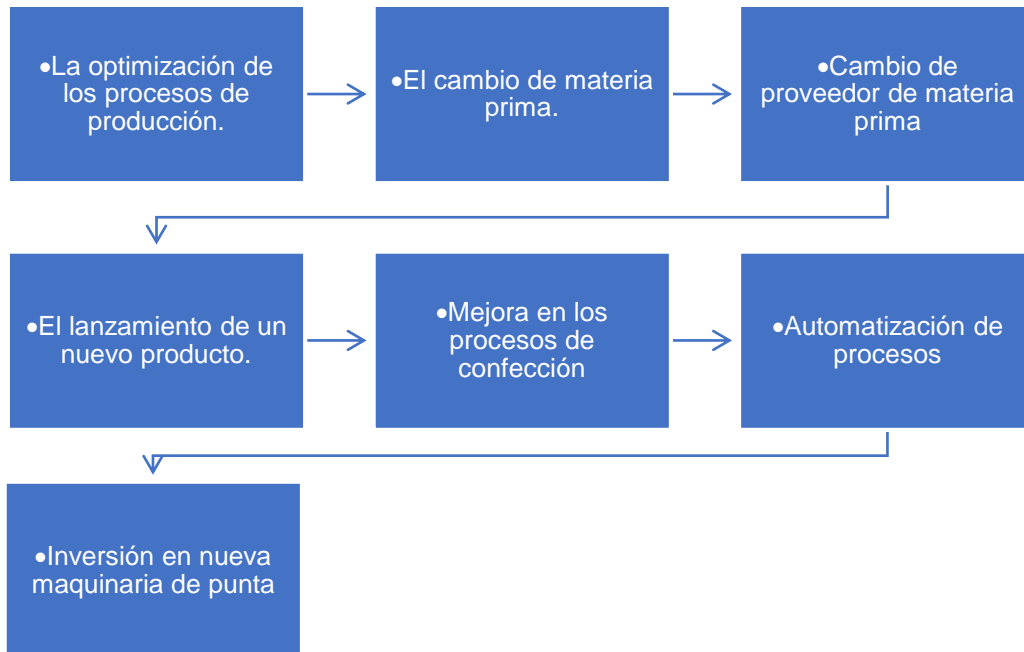 •La optimización de
los procesos de
producción.
•El cambio de materia
prima.
•Cambio de
proveedor de materia
prima
•El lanzamiento de un
nuevo producto.
•Mejora en los
procesos de
confección
•Automatización de
procesos
•Inversión en nueva
maquinaria de punta